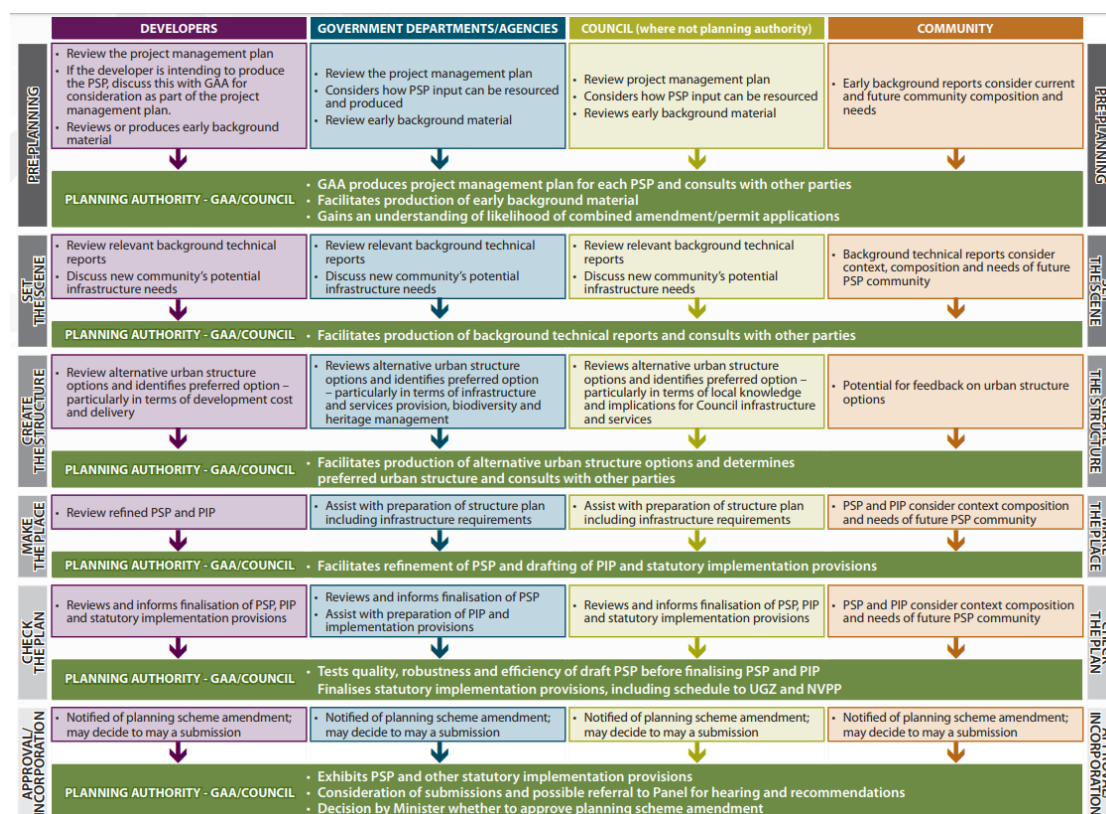 DEVELOPERS
GOVERNMENT DEPARTMENTS/AGENCIES
COUNCIL (where not planning authority)
COMMUNITY
PRE-PLANNING
• Review the project management plan
• If the developer is intending to produce
the PSP, discuss this with GAA for
consideration as part of the project
management plan.
• Reviews or produces early background
material
• Review the project management plan
• Considers how PSP input can be resourced
and produced
• Review early background material
• Review project management plan
• Considers how PSP input can be resourced
• Reviews early background material
• Early background reports consider current
and future community composition and
needs
PRE-PLANNING
PLANNING AUTHORITY - GAA/COUNCIL
• GAA produces project management plan for each PSP and consults with other parties
• Facilitates production of early background material
• Gains an understanding of likelihood of combined amendment/permit applications
SET
THE SCENE
• Review relevant background technical
reports
• Discuss new community's potential
infrastructure needs
• Review relevant background technical
reports
• Discuss new community's potential
infrastructure needs
• Review relevant background technical
reports
• Discuss new community's potential
infrastructure needs
• Background technical reports consider
context, composition and needs of future
PSP community
THE SCENE
PLANNING AUTHORITY - GAA/COUNCIL
• Facilitates production of background technical reports and consults with other parties
CREATE
THE STRUCTURE
• Review alternative urban structure
options and identifies preferred option –
particularly in terms of development cost
and delivery
• Reviews alternative urban structure
options and identifies preferred option
– particularly in terms of infrastructure
and services provision, biodiversity and
heritage management
• Reviews alternative urban structure
options and identifies preferred option –
particularly in terms of local knowledge
and implications for Council infrastructure
and services
• Potential for feedback on urban structure
options
THE STRUCTURE
PLANNING AUTHORITY - GAA/COUNCIL
• Facilitates production of alternative urban structure options and determines
preferred urban structure and consults with other parties
MAKE
THE PLACE
• Review refined PSP and PIP
• Assist with preparation of structure plan
including infrastructure requirements
• Assist with preparation of structure plan
including infrastructure requirements
• PSP and PIP consider context composition
and needs of future PSP community
THE PLACE
PLANNING AUTHORITY - GAA/COUNCIL
• Facilitates refinement of PSP and drafting of PIP and statutory implementation provisions
CHECK
THE PLAN
• Reviews and informs finalisation of PSP, PIP
and statutory implementation provisions
• Reviews and informs finalisation of PSP
• Assist with preparation of PIP and
implementation provisions
• Reviews and informs finalisation of PSP, PIP
and statutory implementation provisions
• PSP and PIP consider context composition
and needs of future PSP community
THE PLAN
PLANNING AUTHORITY - GAA/COUNCIL
• Tests quality, robustness and efficiency of draft PSP before finalising PSP and PIP
Finalises statutory implementation provisions, including schedule to UGZ and NVPP
APPROVAL/
INCORPORATION
• Notified of planning scheme amendment;
may decide to may a submission
• Notified of planning scheme amendment;
may decide to may a submission
• Notified of planning scheme amendment;
may decide to may a submission
• Notified of planning scheme amendment;
may decide to may a submission
INCORPORATION
PLANNING AUTHORITY - GAA/COUNCIL
• Exhibits PSP and other statutory implementation provisions
• Consideration of submissions and possible referral to Panel for hearing and recommendations
• Decision by Minister whether to approve planning scheme amendment